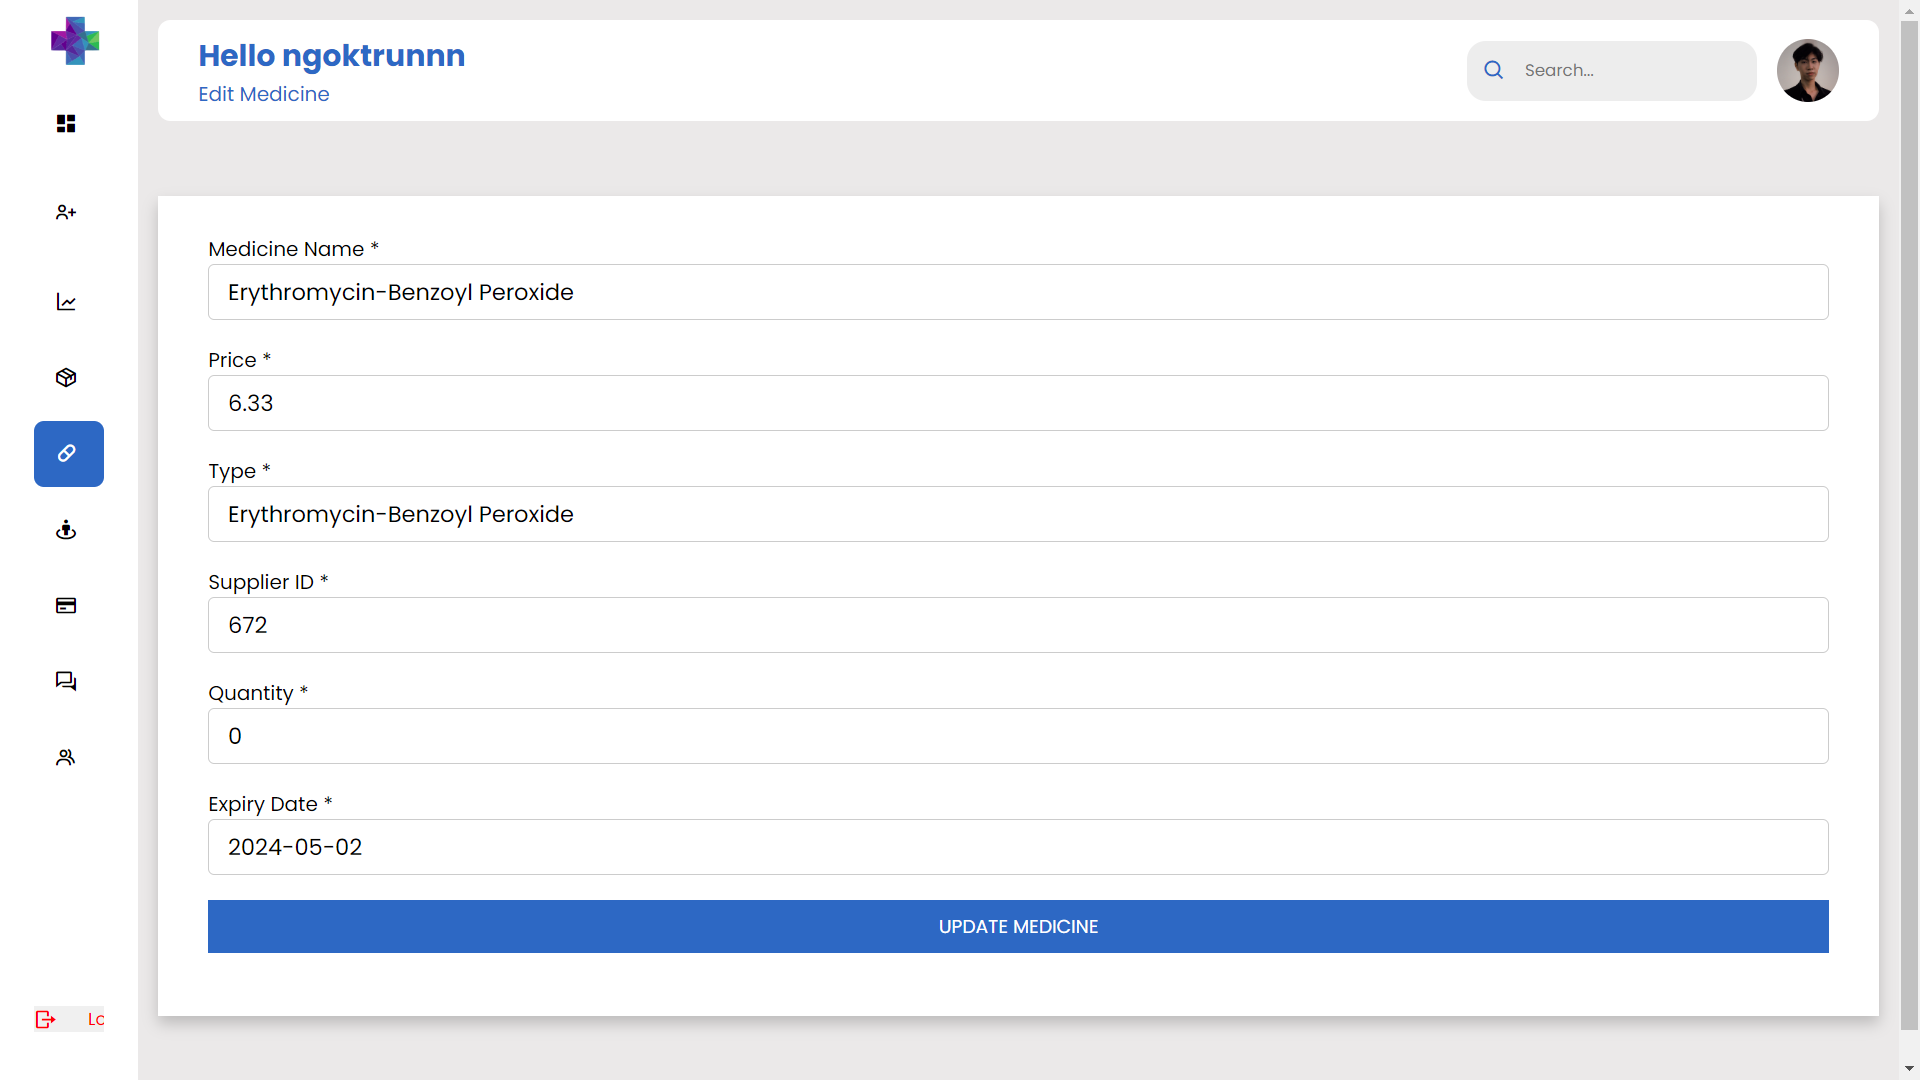 Hello ngoktrunnn
Edit Medicine
Search...
Medicine Name *
Erythromycin-Benzoyl Peroxide
Price *
6.33
Type *
Erythromycin-Benzoyl Peroxide
Supplier ID *
672
Quantity *
0
Expiry Date *
2024-05-02
UPDATE MEDICINE
Lo